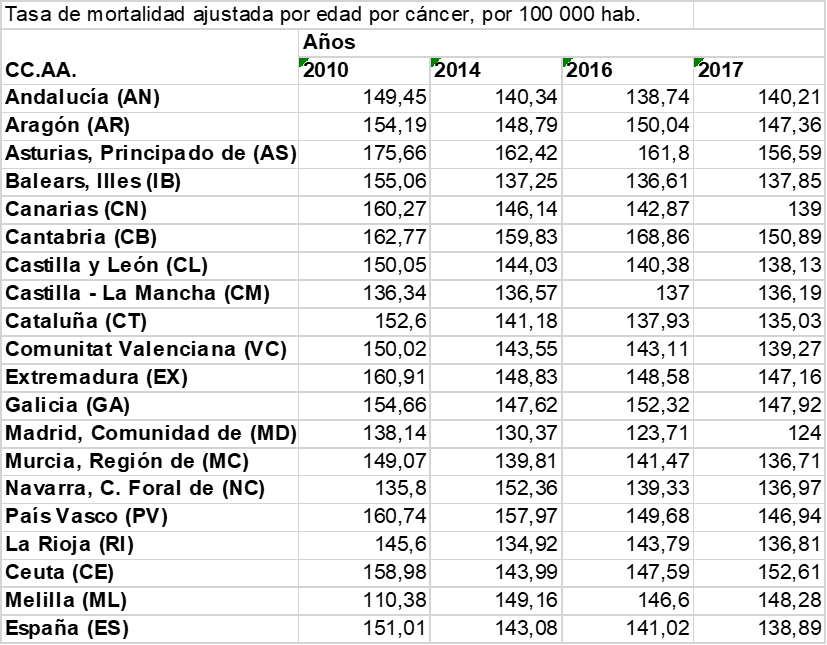 Tasa de mortalidad ajustada por edad por cáncer, por 100 000 hab.
Años
CC.AA. 2010 2014 2016 2017
Andalucía (AN) 149,45 140,34 138,74 140,21
Aragón (AR) 154,19 148,79 150,04 147,36
Asturias, Principado de (AS) 175,66 162,42 161,8 156,59
Balears, Illes (IB) 155,06 137,25 136,61 137,85
Canarias (CN) 160,27 146,14 142,87 139
Cantabria (CB) 162,77 159,83 168,86 150,89
Castilla y León (CL) 150,05 144,03 140,38 138,13
Castilla - La Mancha (CM) 136,34 136,57 137 136,19
Cataluña (CT) 152,6 141,18 137,93 135,03
Comunitat Valenciana (VC) 150,02 143,55 143,11 139,27
Extremadura (EX) 160,91 148,83 148,58 147,16
Galicia (GA) 154,66 147,62 152,32 147,92
Madrid, Comunidad de (MD) 138,14 130,37 123,71 124
Murcia, Región de (MC) 149,07 139,81 141,47 136,71
Navarra, C. Foral de (NC) 135,8 152,36 139,33 136,97
País Vasco (PV) 160,74 157,97 149,68 146,94
La Rioja (RI) 145,6 134,92 143,79 136,81
Ceuta (CE) 158,98 143,99 147,59 152,61
Melilla (ML) 110,38 149,16 146,6 148,28
España (ES) 151,01 143,08 141,02 138,89